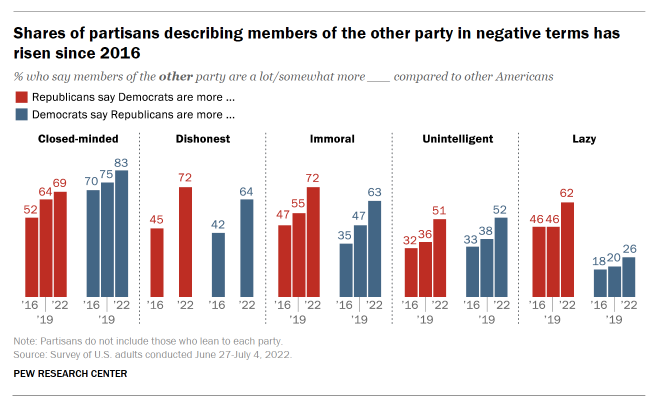 Shares of partisans describing members of the other party in negative terms has
risen since 2016
% who say members of the other party are a lot/somewhat more ___ compared to other Americans
Republicans say Democrats are more ...
Democrats say Republicans are more ...
Closed-minded Dishonest Immoral Unintelligent Lazy
52 64 69 70 75 83 45 72 42 64 47 55 72 35 47 63 32 36 51 33 38 52 46 46 62 18 20 26
'16 '22 '16 '22 '16 '22 '16 '22 '16 '22 '16 '22 '16 '22 '16 '22 '16 '22 '16 '22
'19 '19 '19 '19 '19 '19 '19 '19
Note: Partisans do not include those who lean to each party.
Source: Survey of U.S. adults conducted June 27-July 4, 2022.
PEW RESEARCH CENTER